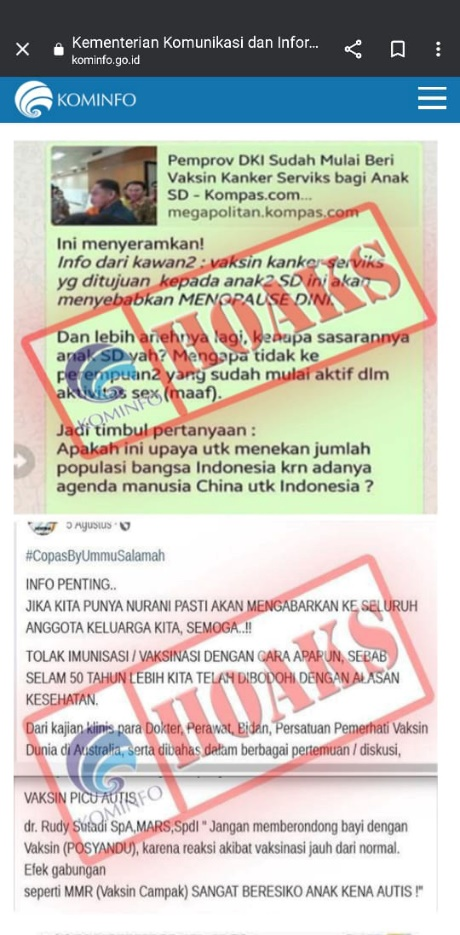 Kementerian Komunikasi dan Infor...
kominfo.go.id
KOMINFO
Pemprov DKI Sudah Mulai Beri
Vaksin Kanker Serviks bagi Anak
SD - Kompas.com...
megapolitan.kompas.com
Ini menyeramkan!
Info dari kawan2 : vaksin kanker serviks
yg ditujuan kepada anak2 SD ini akan
menyebabkan MENOPAUSE DINI.
Dan lebih anehnya lagi, kenapa sasarannya
anak SD yah? Mengapa tidak ke
perempuan2 yang sudah mulai aktif dlm
aktivitas sex (maaf).
Jadi timbul pertanyaan :
Apakah ini upaya utk menekan jumlah
populasi bangsa Indonesia krn adanya
agenda manusia China utk Indonesia ?
HOAKS
KOMINFO
5 Agustus
#CopasByUmmuSalamah
INFO PENTING..
JIKA KITA PUNYA NURANI PASTI AKAN MENGABARKAN KE SELURUH
ANGGOTA KELUARGA KITA, SEMOGA..!!
TOLAK IMUNISASI / VAKSINASI DENGAN CARA APAPUN, SEBAB
SELAM 50 TAHUN LEBIH KITA TELAH DIBODOHI DENGAN ALASAN
KESEHATAN.
Dari kajian klinis para Dokter, Perawat, Bidan, Persatuan Pemerhati Vaksin
Dunia di Australia, serta dibahas dalam berbagai pertemuan / diskusi,
HOAKS
KOMINFO
VAKSIN PICU AUTIS
dr. Rudy Sutadi SpA,MARS,SpdI " Jangan memberondong bayi dengan
Vaksin (POSYANDU), karena reaksi akibat vaksinasi jauh dari normal.
Efek gabungan
seperti MMR (Vaksin Campak) SANGAT BERESIKO ANAK KENA AUTIS !"